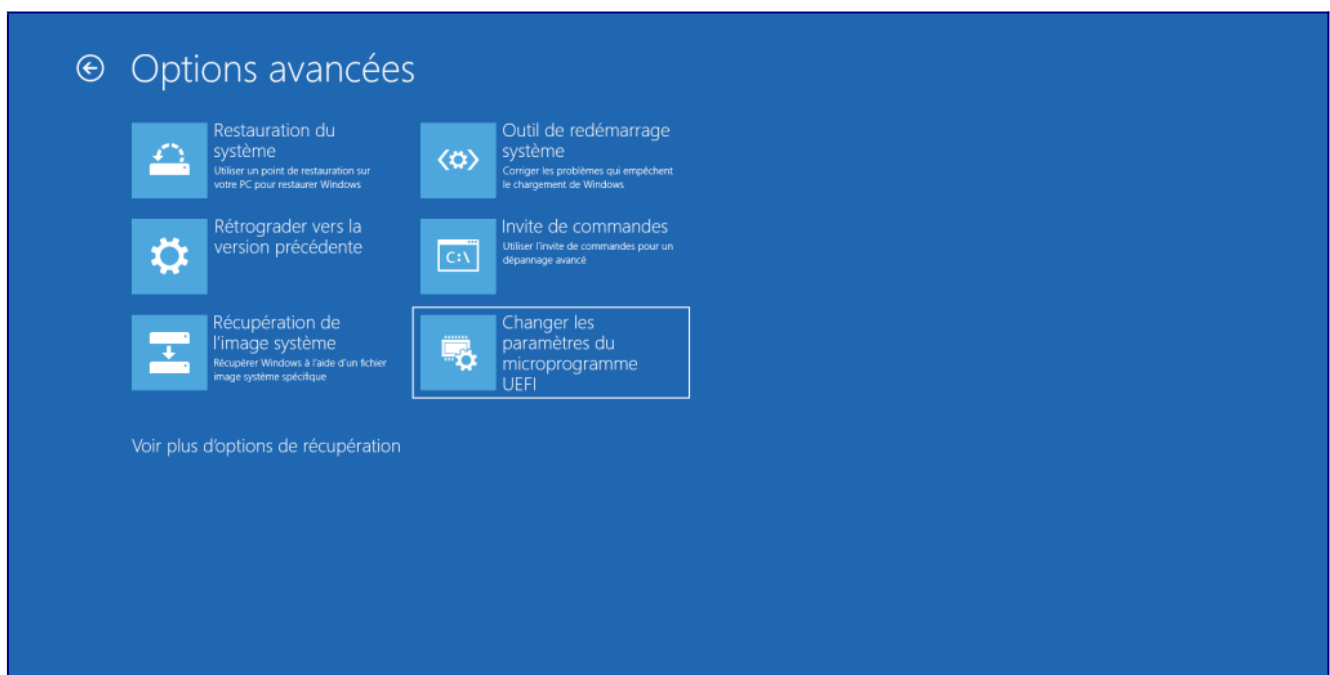 Options avancées
Restauration du
système
Utiliser un point de restauration sur
votre PC pour restaurer Windows
Outil de redémarrage
système
Corriger les problèmes qui empêchent
le chargement de Windows
Rétrograder vers la
version précédente
C:\
Invite de commandes
Utiliser l'invite de commandes pour un
dépannage avancé
Récupération de
l'image système
Récupérer Windows à l'aide d'un fichier
image système spécifique
Changer les
paramètres du
microprogramme
UEFI
Voir plus d'options de récupération